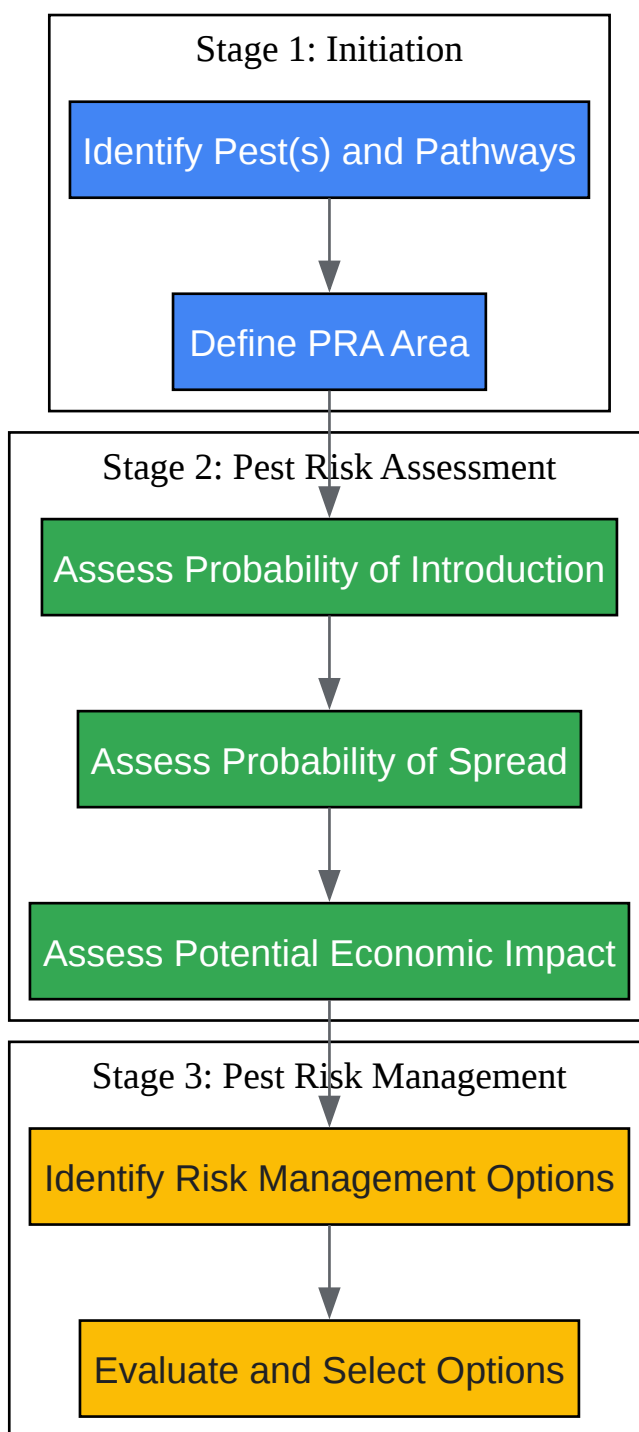 Stage 1: Initiation
Identify Pest(s) and Pathways
Define PRA Area
Stage 2: Pest Risk Assessment
Assess Probability of Introduction
Assess Probability of Spread
Assess Potential Economic Impact
Stage 3: Pest Risk Management
Identify Risk Management Options
Evaluate and Select Options